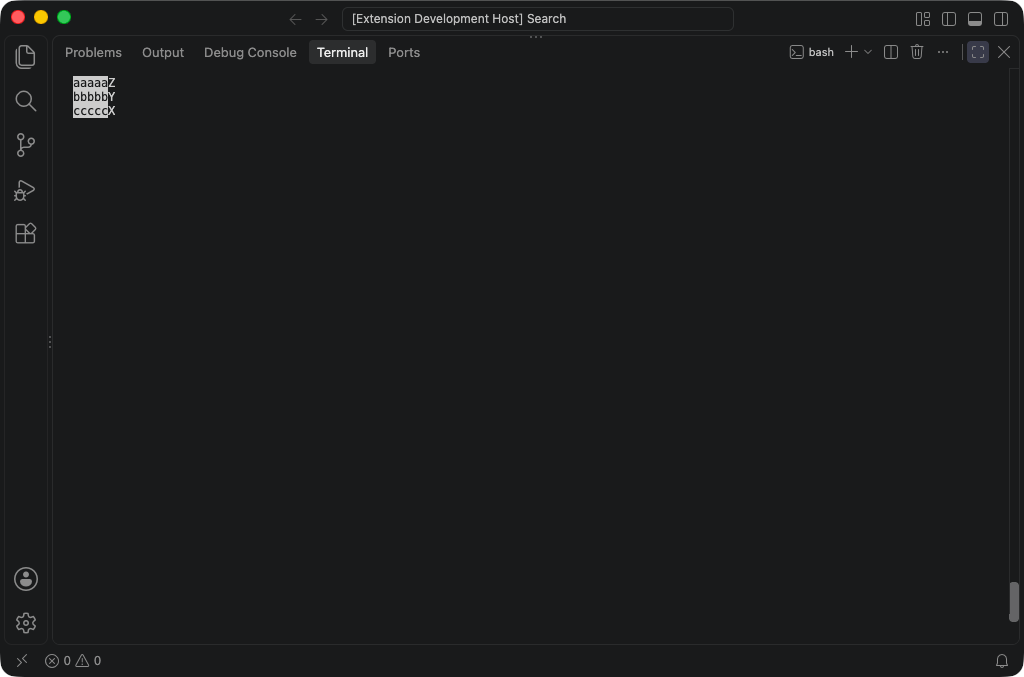 [Extension Development Host] Search
Problems Output Debug Console Terminal Ports bash
aaaaaZ
bbbbbY
cccccX
0 0